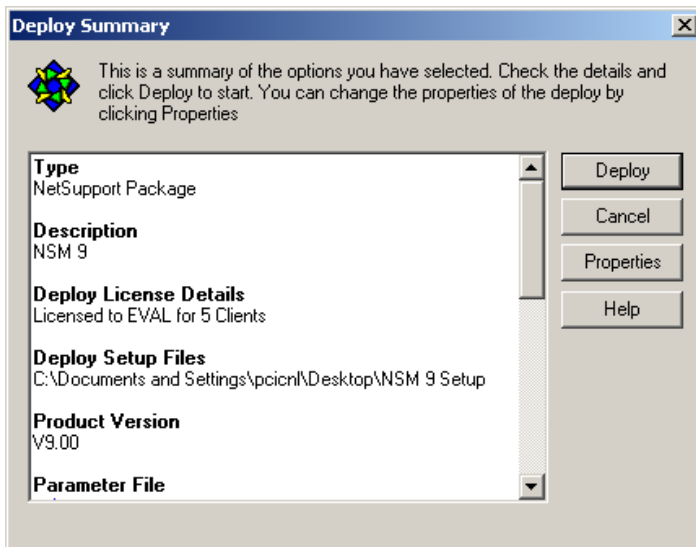 Deploy Summary
This is a summary of the options you have selected. Check the details and
click Deploy to start. You can change the properties of the deploy by
clicking Properties
Type
NetSupport Package
Description
NSM 9
Deploy License Details
Licensed to EVAL for 5 Clients
Deploy Setup Files
C:\Documents and Settings\pcicnl\Desktop\NSM 9 Setup
Product Version
V9.00
Parameter File
Deploy
Cancel
Properties
Help